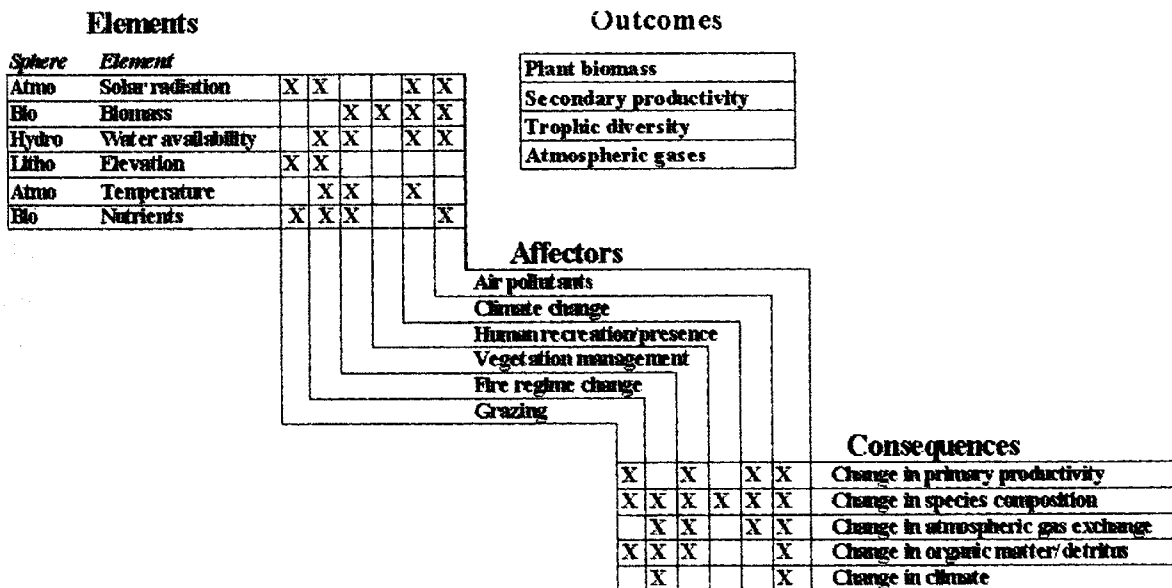 Elements
Outcomes
Sphere Element
Atmo Solar radiation X X X X
Bio Biomass X X X X
Hydro Water availability X X X X
Litho Elevation X X
Atmo Temperature X X X
Bio Nutrients X X X X
Plant biomass
Secondary productivity
Trophic diversity
Atmospheric gases
Affectors
Air pollutants
Climate change
Human recreation/presence
Vegetation management
Fire regime change
Grazing
Consequences
X X X X Change in primary productivity
X X X X X X Change in species composition
X X X X Change in atmospheric gas exchange
X X X X Change in organic matter/detritus
X X Change in climate